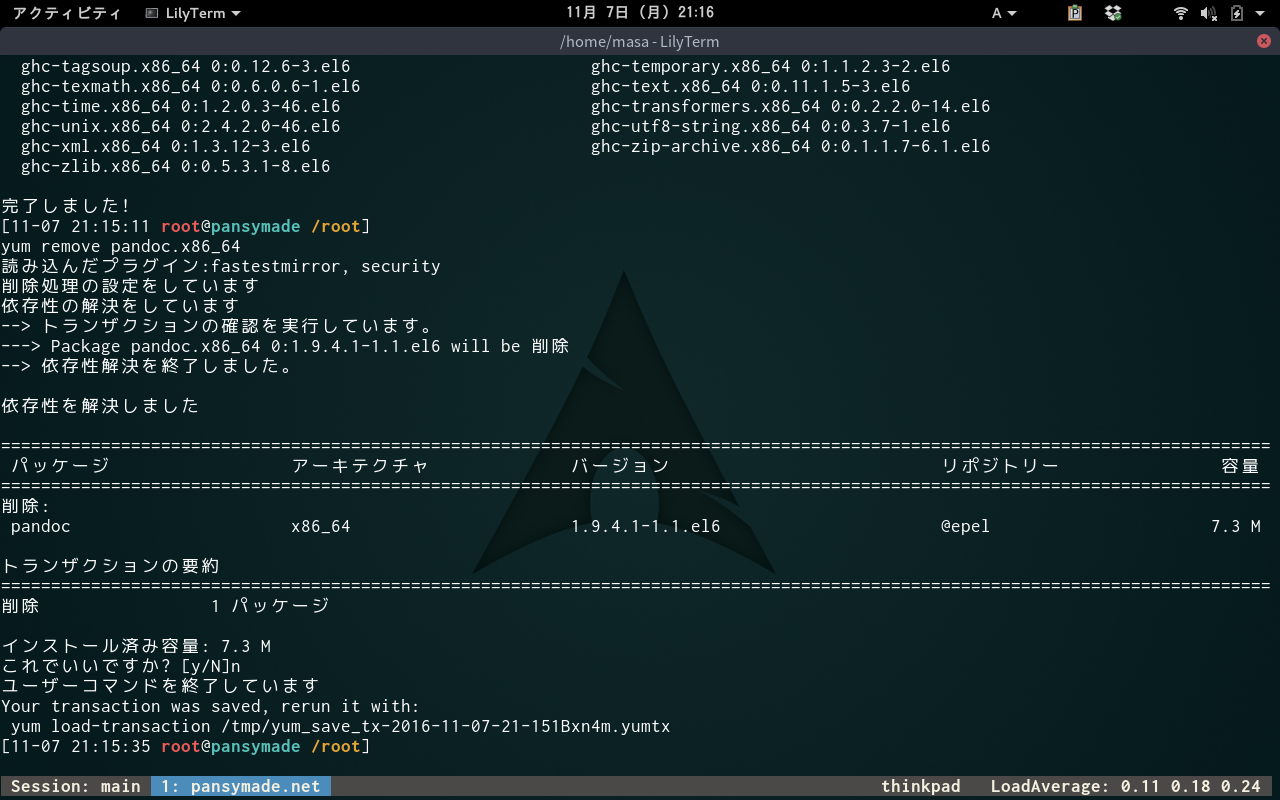 アクティビティ LilyTerm 11月 7日 (月) 21:16 A
/home/masa - LilyTerm
ghc-tagsoup.x86_64 0:0.12.6-3.el6 ghc-temporary.x86_64 0:1.1.2.3-2.el6
ghc-texmath.x86_64 0:0.6.0.6-1.el6 ghc-text.x86_64 0:0.11.1.5-3.el6
ghc-time.x86_64 0:1.2.0.3-46.el6 ghc-transformers.x86_64 0:0.2.2.0-14.el6
ghc-unix.x86_64 0:2.4.2.0-46.el6 ghc-utf8-string.x86_64 0:0.3.7-1.el6
ghc-xml.x86_64 0:1.3.12-3.el6 ghc-zip-archive.x86_64 0:0.1.1.7-6.1.el6
ghc-zlib.x86_64 0:0.5.3.1-8.el6
完了しました!
[11-07 21:15:11 root@pansymade /root]
yum remove pandoc.x86_64
読み込んだプラグイン:fastestmirror, security
削除処理の設定をしています
依存性の解決をしています
--> トランザクションの確認を実行しています。
---> Package pandoc.x86_64 0:1.9.4.1-1.1.el6 will be 削除
--> 依存性解決を終了しました。
依存性を解決しました
================================================================================================================================
パッケージ アーキテクチャ バージョン リポジトリー 容量
================================================================================================================================
削除:
pandoc x86_64 1.9.4.1-1.1.el6 @epel 7.3 M
トランザクションの要約
================================================================================================================================
削除 1 パッケージ
インストール済み容量: 7.3 M
これでいいですか? [y/N]n
ユーザーコマンドを終了しています
Your transaction was saved, rerun it with:
yum load-transaction /tmp/yum_save_tx-2016-11-07-21-151Bxn4m.yumtx
[11-07 21:15:35 root@pansymade /root]
Session: main 1: pansymade.net thinkpad LoadAverage: 0.11 0.18 0.24